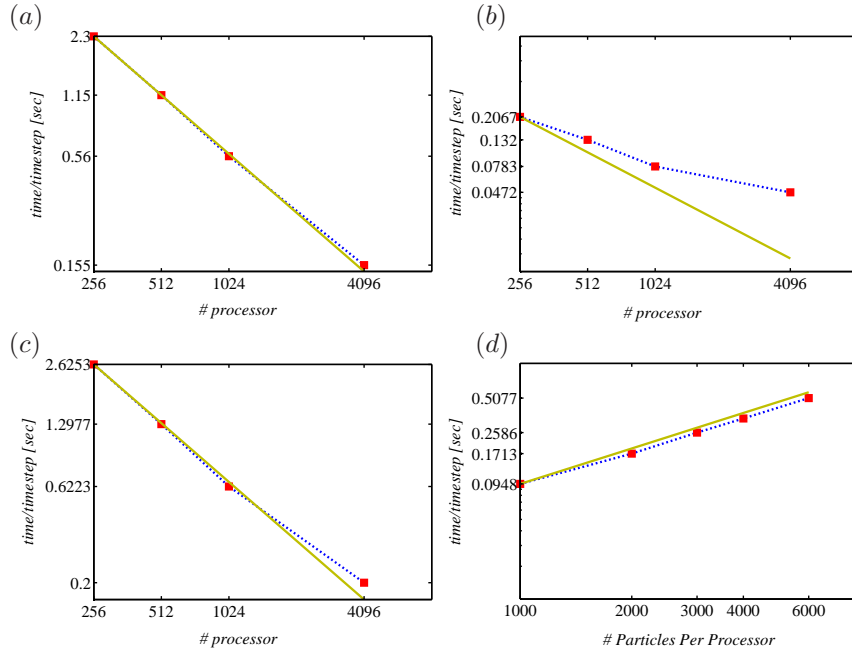 (a)
2.3
1.15
0.56
0.155
256
512
1024
4096
time/timestep [sec]
# processor
(b)
0.2067
0.132
0.0783
0.0472
256
512
1024
4096
time/timestep [sec]
# processor
(c)
2.6253
1.2977
0.6223
0.2
256
512
1024
4096
time/timestep [sec]
# processor
(d)
0.5077
0.2586
0.1713
0.0948
1000
2000
3000
4000
6000
time/timestep [sec]
# Particles Per Processor